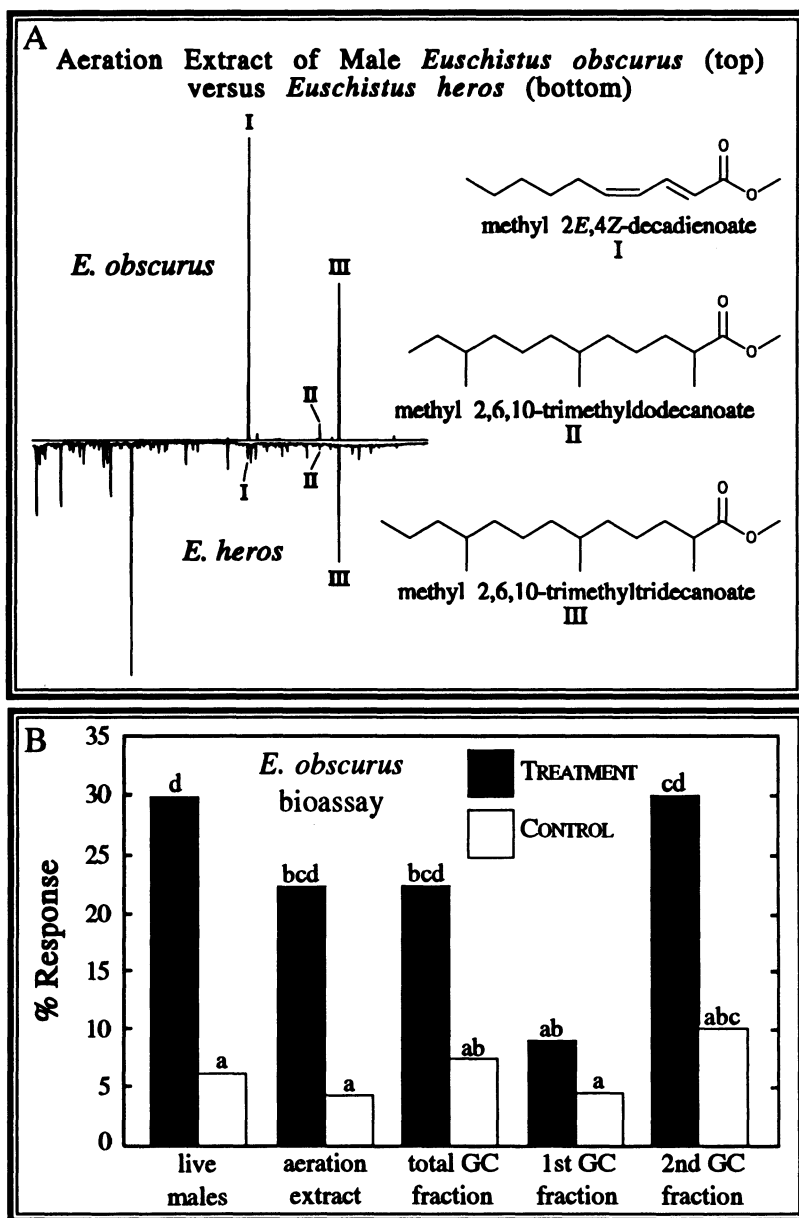 A
Aeration Extract of Male Euschistus obscurus (top)
versus Euschistus heros (bottom)
I
E. obscurus
III
II
I
II
E. heros
III
O
O
methyl 2E,4Z-decadienoate
I
O
O
methyl 2,6,10-trimethyldodecanoate
II
O
O
methyl 2,6,10-trimethyltridecanoate
III
B
E. obscurus
bioassay
TREATMENT
CONTROL
% Response
35
30
25
20
15
10
5
0
d
a
bcd
a
bcd
ab
ab
a
cd
abc
live
males
aeration
extract
total GC
fraction
1st GC
fraction
2nd GC
fraction